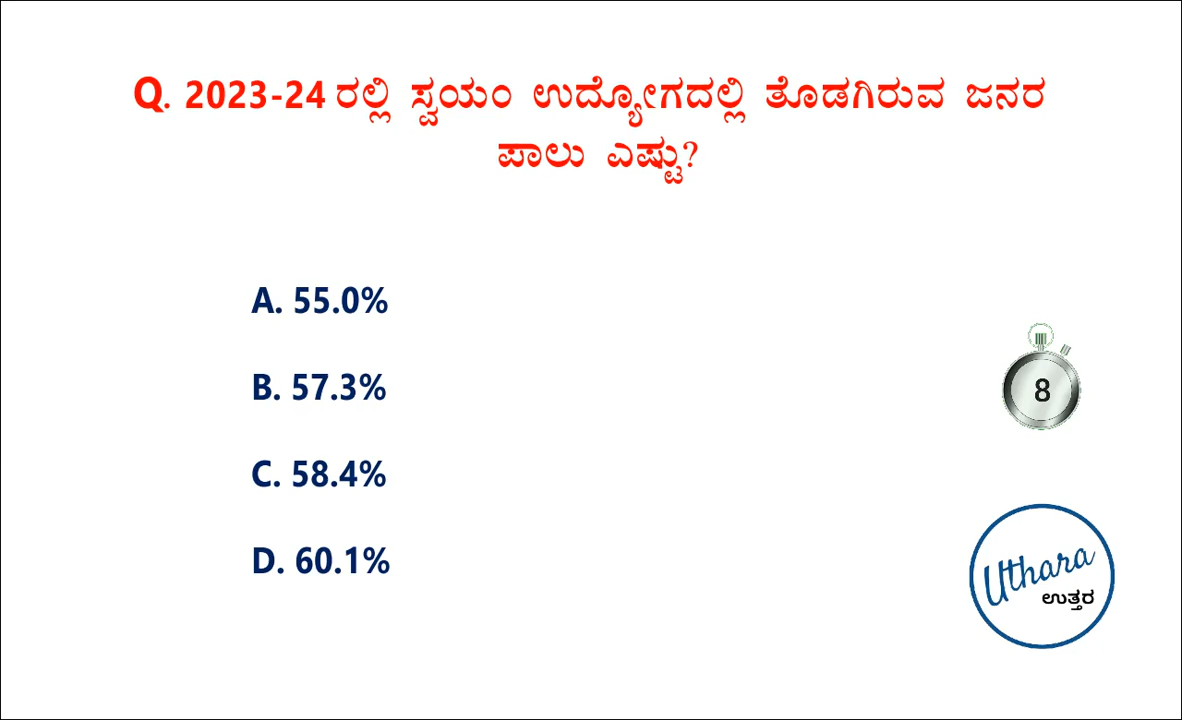 Q. 2023-24 ರಲ್ಲಿ ಸ್ವಯಂ ಉದ್ಯೋಗದಲ್ಲಿ ತೊಡಗಿರುವ ಜನರ
ಪಾಲು ಎಷ್ಟು?
A. 55.0%
B. 57.3%
8
C. 58.4%
D. 60.1%
Uthara
ಉತ್ತರ